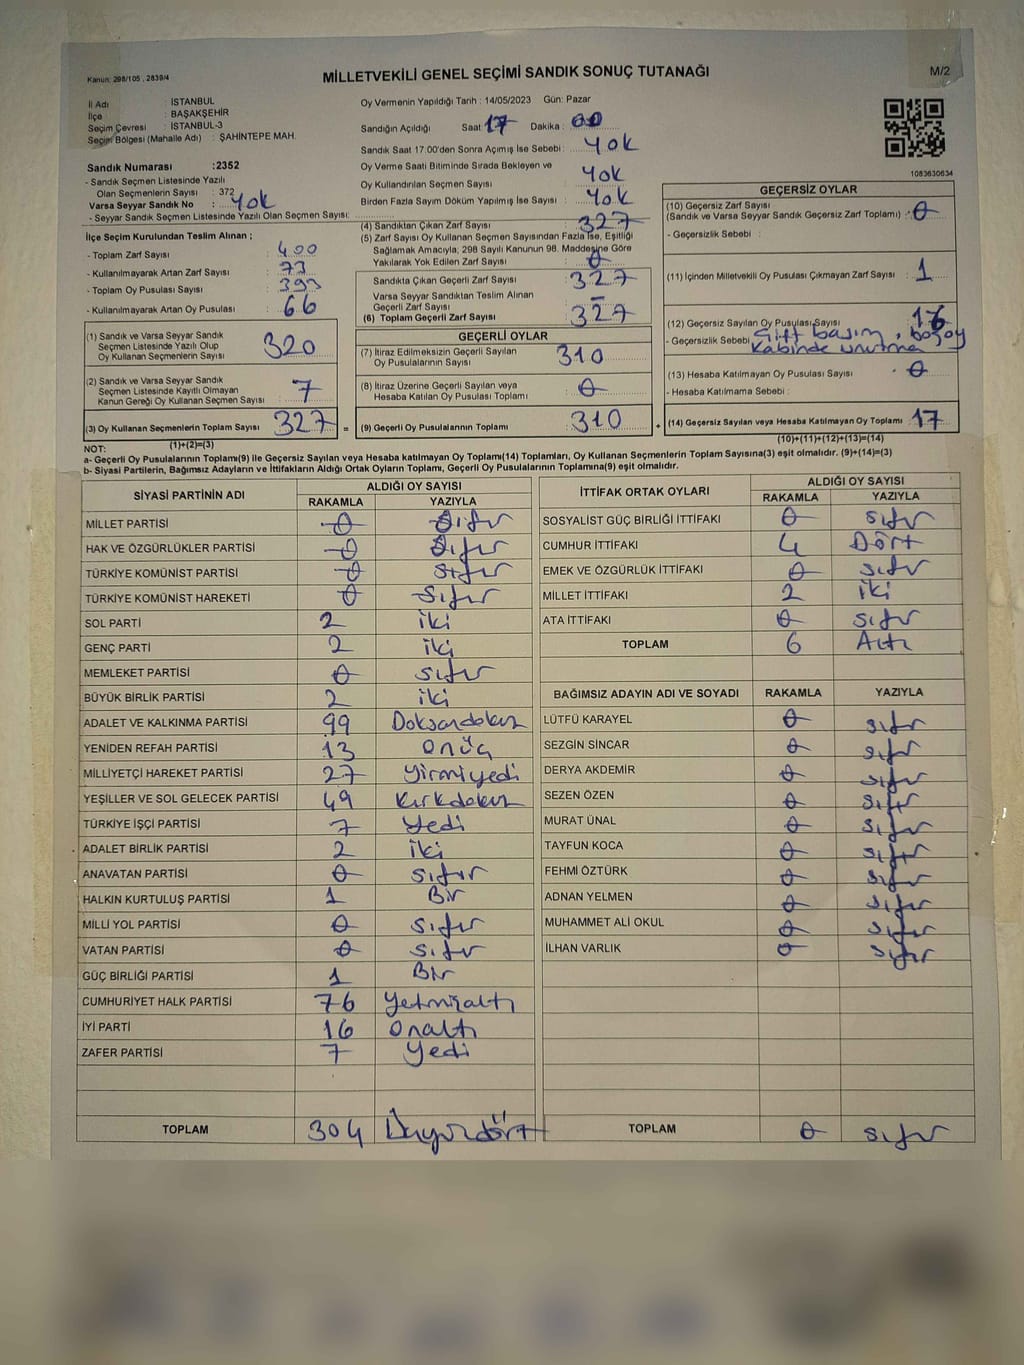 Kanun: 298/105 , 2839/4
MİLLETVEKİLİ GENEL SEÇİMİ SANDIK SONUÇ TUTANAĞI
M/2
İl Adı : İSTANBUL
İlçe : BAŞAKŞEHİR
Seçim Çevresi : İSTANBUL-3
Seçim Bölgesi (Mahalle Adı) : ŞAHİNTEPE MAH.
Sandık Numarası :2352
- Sandık Seçmen Listesinde Yazılı
Olan Seçmenlerin Sayısı : 372
Varsa Seyyar Sandık No : Yok
- Seyyar Sandık Seçmen Listesinde Yazılı Olan Seçmen Sayısı:
Oy Vermenin Yapıldığı Tarih : 14/05/2023 Gün: Pazar
Sandığın Açıldığı Saat 17 Dakika : 00
Sandık Saat 17:00'den Sonra Açımış İse Sebebi : Yok
Oy Verme Saati Bitiminde Sırada Bekleyen ve
Oy Kullandırılan Seçmen Sayısı : Yok
Birden Fazla Sayım Döküm Yapılmış İse Sayısı : Yok
1083630634
İlçe Seçim Kurulundan Teslim Alınan ;
- Toplam Zarf Sayısı : 400
- Kullanılmayarak Artan Zarf Sayısı : 73
- Toplam Oy Pusulası Sayısı : 393
- Kullanılmayarak Artan Oy Pusulası : 66
(4) Sandıktan Çıkan Zarf Sayısı : 327
(5) Zarf Sayısı Oy Kullanan Seçmen Sayısından Fazla İse, Eşitliği
Sağlamak Amacıyla; 298 Sayılı Kanunun 98. Maddesine Göre
Yakılarak Yok Edilen Zarf Sayısı : 0
Sandıkta Çıkan Geçerli Zarf Sayısı : 327
Varsa Seyyar Sandıktan Teslim Alınan
Geçerli Zarf Sayısı : -
(6) Toplam Geçerli Zarf Sayısı : 327
GEÇERSİZ OYLAR
(10) Geçersiz Zarf Sayısı
(Sandık ve Varsa Seyyar Sandık Geçersiz Zarf Toplamı) : 0
- Geçersizlik Sebebi :
(11) İçinden Milletvekili Oy Pusulası Çıkmayan Zarf Sayısı : 1
(12) Geçersiz Sayılan Oy Pusulası Sayısı : 16
- Geçersizlik Sebebi Çift basım, boş oy
kabinde unutma
(13) Hesaba Katılmayan Oy Pusulası Sayısı : 0
- Hesaba Katılmama Sebebi :
(14) Geçersiz Sayılan veya Hesaba Katılmayan Oy Toplamı : 17
(10)+(11)+(12)+(13)=(14)
(1) Sandık ve Varsa Seyyar Sandık
Seçmen Listesinde Yazılı Olup
Oy Kullanan Seçmenlerin Sayısı : 320
(2) Sandık ve Varsa Seyyar Sandık
Seçmen Listesinde Kayıtlı Olmayan
Kanun Gereği Oy Kullanan Seçmen Sayısı : 7
(3) Oy Kullanan Seçmenlerin Toplam Sayısı : 327 =
(1)+(2)=(3)
GEÇERLİ OYLAR
(7) İtiraz Edilmeksizin Geçerli Sayılan
Oy Pusulalarının Sayısı : 310
(8) İtiraz Üzerine Geçerli Sayılan veya
Hesaba Katılan Oy Pusulası Toplamı : 0
(9) Geçerli Oy Pusulalarının Toplamı : 310 +
NOT:
a- Geçerli Oy Pusulalarının Toplamı(9) ile Geçersiz Sayılan veya Hesaba katılmayan Oy Toplamı(14) Toplamları, Oy Kullanan Seçmenlerin Toplam Sayısına(3) eşit olmalıdır. (9)+(14)=(3)
b- Siyasi Partilerin, Bağımsız Adayların ve İttifakların Aldığı Ortak Oyların Toplamı, Geçerli Oy Pusulalarının Toplamına(9) eşit olmalıdır.
SİYASİ PARTİNİN ADI ALDIĞI OY SAYISI
RAKAMLA YAZIYLA
MİLLET PARTİSİ 0 Sıfır
HAK VE ÖZGÜRLÜKLER PARTİSİ 0 Sıfır
TÜRKİYE KOMÜNİST PARTİSİ 0 Sıfır
TÜRKİYE KOMÜNİST HAREKETİ 0 Sıfır
SOL PARTİ 2 iki
GENÇ PARTİ 2 iki
MEMLEKET PARTİSİ 0 sıfır
BÜYÜK BİRLİK PARTİSİ 2 iki
ADALET VE KALKINMA PARTİSİ 99 Doksandokuz
YENİDEN REFAH PARTİSİ 13 onüç
MİLLİYETÇİ HAREKET PARTİSİ 27 yirmiyedi
YEŞİLLER VE SOL GELECEK PARTİSİ 49 Kırkdokuz
TÜRKİYE İŞÇİ PARTİSİ 7 Yedi
ADALET BİRLİK PARTİSİ 2 iki
ANAVATAN PARTİSİ 0 sıfır
HALKIN KURTULUŞ PARTİSİ 1 Bir
MİLLİ YOL PARTİSİ 0 sıfır
VATAN PARTİSİ 0 sıfır
GÜÇ BİRLİĞİ PARTİSİ 1 Bir
CUMHURİYET HALK PARTİSİ 76 yetmişaltı
İYİ PARTİ 16 onaltı
ZAFER PARTİSİ 7 yedi
TOPLAM 304 Üçyüzdört
İTTİFAK ORTAK OYLARI ALDIĞI OY SAYISI
RAKAMLA YAZIYLA
SOSYALİST GÜÇ BİRLİĞİ İTTİFAKI 0 sıfır
CUMHUR İTTİFAKI 4 Dört
EMEK VE ÖZGÜRLÜK İTTİFAKI 0 sıfır
MİLLET İTTİFAKI 2 iki
ATA İTTİFAKI 0 sıfır
TOPLAM 6 Altı
BAĞIMSIZ ADAYIN ADI VE SOYADI RAKAMLA YAZIYLA
LÜTFÜ KARAYEL 0 sıfır
SEZGİN SİNCAR 0 sıfır
DERYA AKDEMİR 0 sıfır
SEZEN ÖZEN 0 sıfır
MURAT ÜNAL 0 sıfır
TAYFUN KOCA 0 sıfır
FEHMİ ÖZTÜRK 0 sıfır
ADNAN YELMEN 0 sıfır
MUHAMMET ALİ OKUL 0 sıfır
İLHAN VARLIK 0 sıfır
TOPLAM 0 sıfır